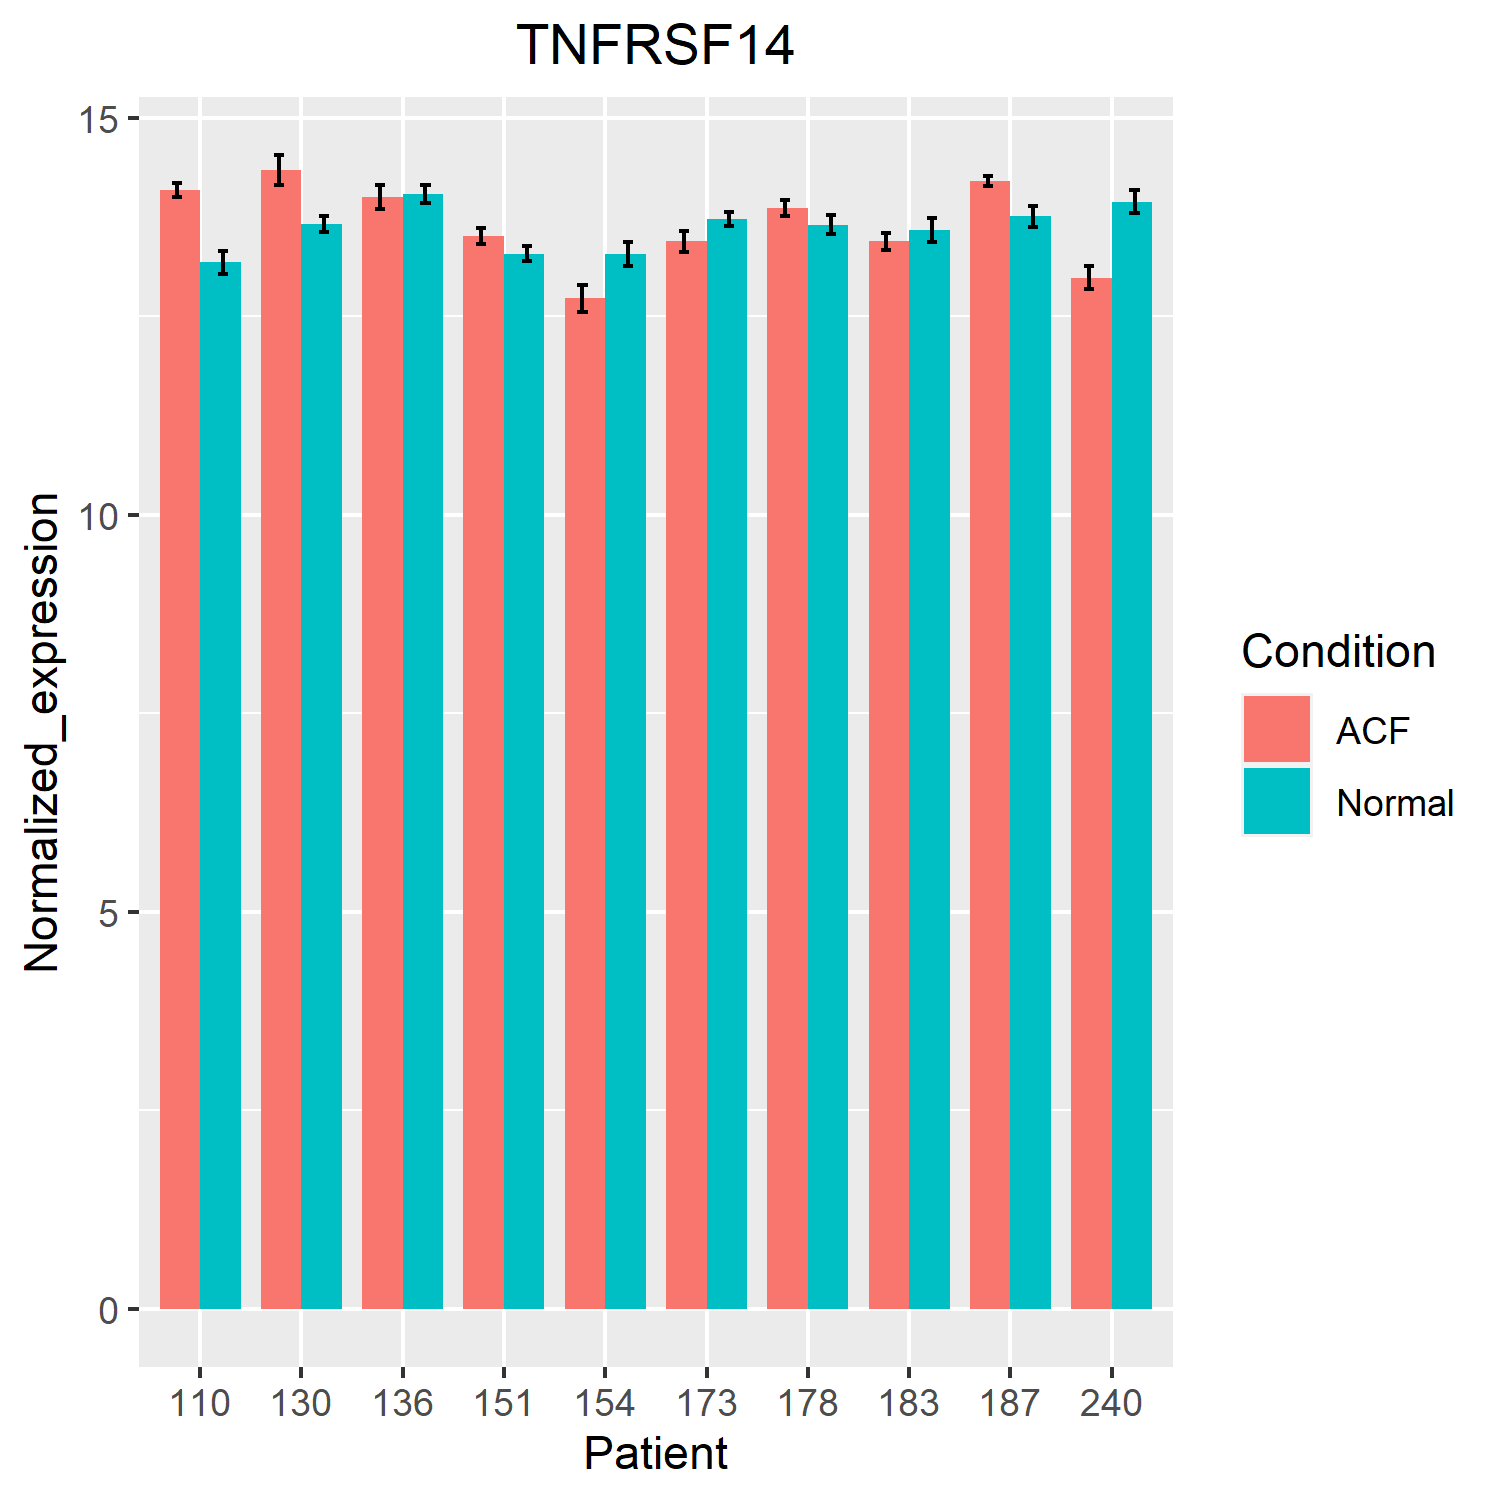 TNFRSF14
15
10
5
0
Normalized_expression
110 130 136 151 154 173 178 183 187 240
Patient
Condition
ACF
Normal